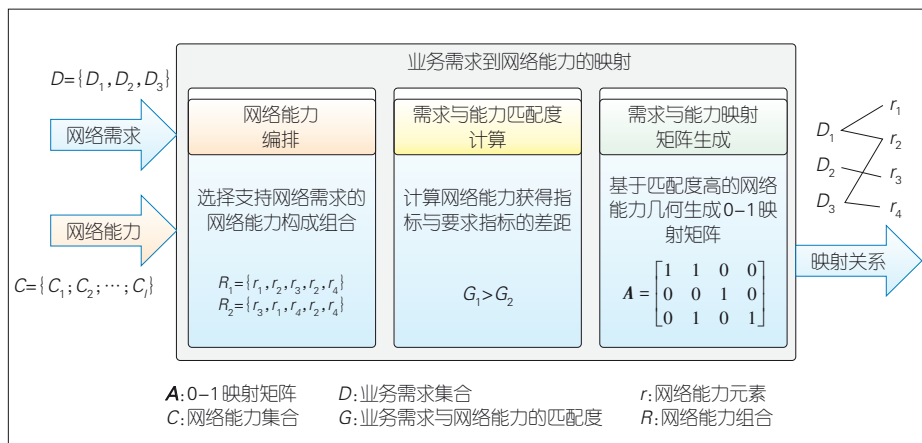 业务需求到网络能力的映射
D={D₁,D₂,D₃}
网络需求
网络能力
C={C₁;C₂;…;Cₗ}
网络能力
编排
选择支持网络需求的
网络能力构成组合
R₁={r₁,r₂,r₃,r₂,r₄}
R₂={r₃,r₁,r₄,r₂,r₄}
需求与能力匹配度
计算
计算网络能力获得指
标与要求指标的差距
G₁>G₂
需求与能力映射
矩阵生成
基于匹配度高的网络
能力几何生成0-1映
射矩阵
A=
1 1 0 0
0 0 1 0
0 1 0 1
D₁
D₂
D₃
r₁
r₂
r₃
r₄
映射关系
A:0-1映射矩阵 D:业务需求集合 r:网络能力元素
C:网络能力集合 G:业务需求与网络能力的匹配度 R:网络能力组合